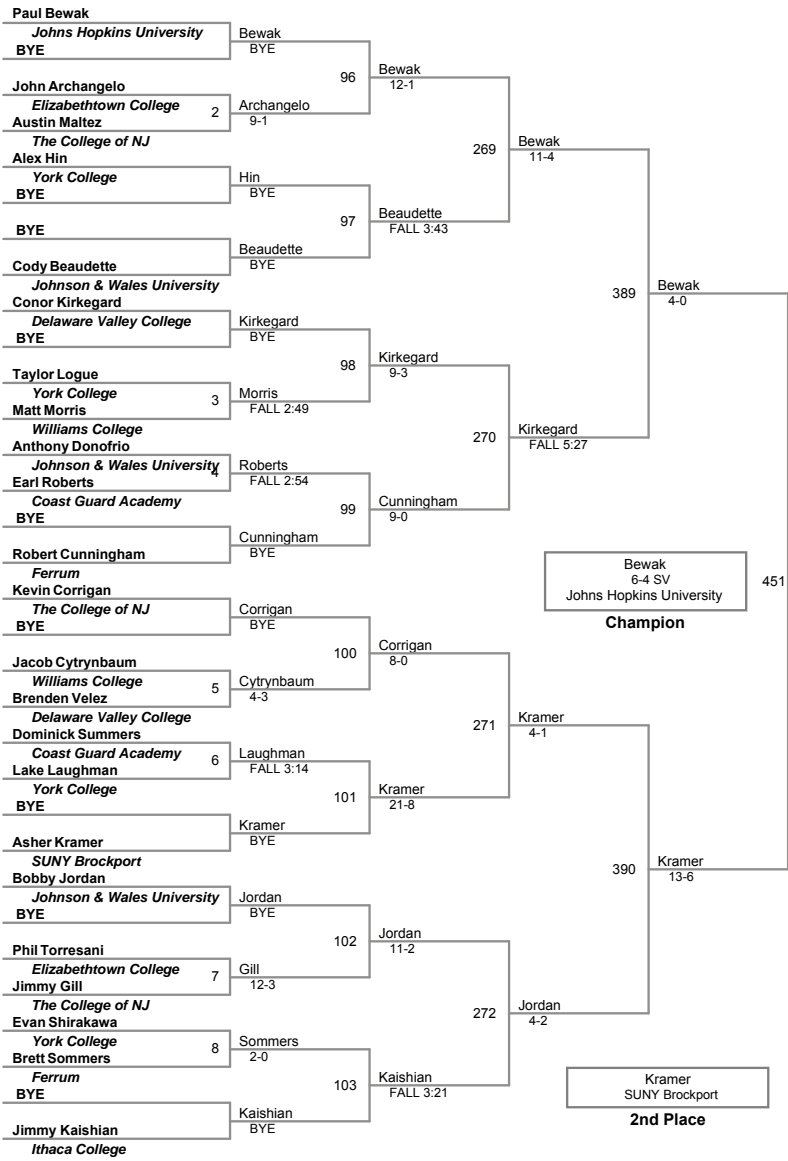 Paul Bewak
Johns Hopkins University
BYE
John Archangelo
Elizabethtown College
2
Austin Maltez
The College of NJ
Alex Hin
York College
BYE
BYE
Cody Beaudette
Johnson & Wales University
Conor Kirkegard
Delaware Valley College
BYE
Taylor Logue
York College
3
Matt Morris
Williams College
Anthony Donofrio
Johnson & Wales University
4
Earl Roberts
Coast Guard Academy
BYE
Robert Cunningham
Ferrum
Kevin Corrigan
The College of NJ
BYE
Jacob Cytrynbaum
Williams College
5
Brenden Velez
Delaware Valley College
Dominick Summers
Coast Guard Academy
6
Lake Laughman
York College
BYE
Asher Kramer
SUNY Brockport
Bobby Jordan
Johnson & Wales University
BYE
Phil Torresani
Elizabethtown College
7
Jimmy Gill
The College of NJ
Evan Shirakawa
York College
8
Brett Sommers
Ferrum
BYE
Jimmy Kaishian
Ithaca College
Bewak
BYE
96
Archangelo
9-1
Hin
BYE
97
Beaudette
BYE
Kirkegard
BYE
98
Morris
FALL 2:49
Roberts
FALL 2:54
99
Cunningham
BYE
Corrigan
BYE
100
Cytrynbaum
4-3
Laughman
FALL 3:14
101
Kramer
BYE
Jordan
BYE
102
Gill
12-3
Sommers
2-0
103
Kaishian
BYE
Bewak
12-1
269
Beaudette
FALL 3:43
Kirkegard
9-3
270
Cunningham
9-0
Corrigan
8-0
271
Kramer
21-8
Jordan
11-2
272
Kaishian
FALL 3:21
Bewak
11-4
389
Kirkegard
FALL 5:27
Kramer
4-1
390
Jordan
4-2
Bewak
4-0
Kramer
13-6
451
Bewak
6-4 SV
Johns Hopkins University
Champion
Kramer
SUNY Brockport
2nd Place